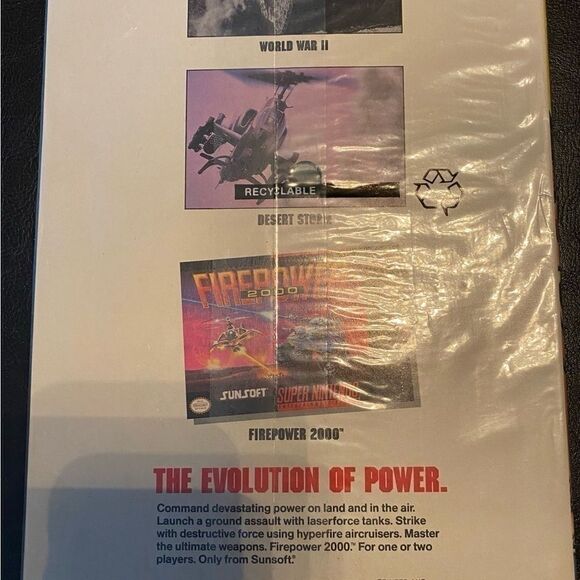 WORLD WAR II
RECYCLABLE
DESERT STORM
FIREPOWER
2000
SUNSOFT
SUPER NINTENDO
FIREPOWER 2000™
THE EVOLUTION OF POWER.
Command devastating power on land and in the air.
Launch a ground assault with laserforce tanks. Strike
with destructive force using hyperfire aircruisers. Master
the ultimate weapons. Firepower 2000.™ For one or two
players. Only from Sunsoft.®